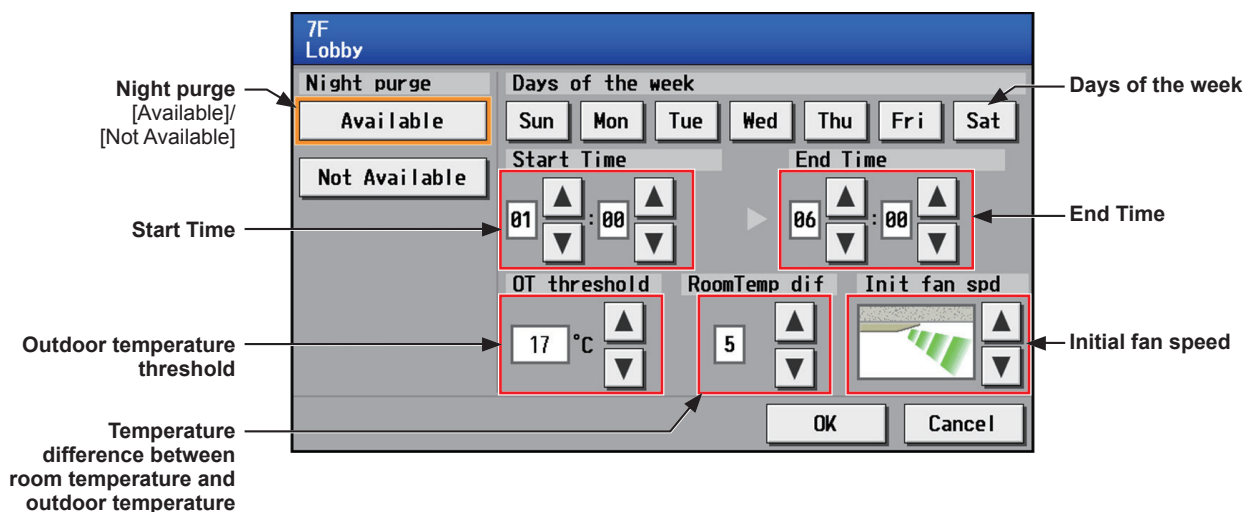 7F
Lobby
Night purge
Available
Not Available
Days of the week
Sun Mon Tue Wed Thu Fri Sat
Start Time
End Time
01 : 00
06 : 00
OT threshold
RoomTemp dif
Init fan spd
17 °C
5
OK
Cancel
Night purge
[Available]/
[Not Available]
Start Time
Outdoor temperature
threshold
Temperature
difference between
room temperature and
outdoor temperature
Days of the week
End Time
Initial fan speed